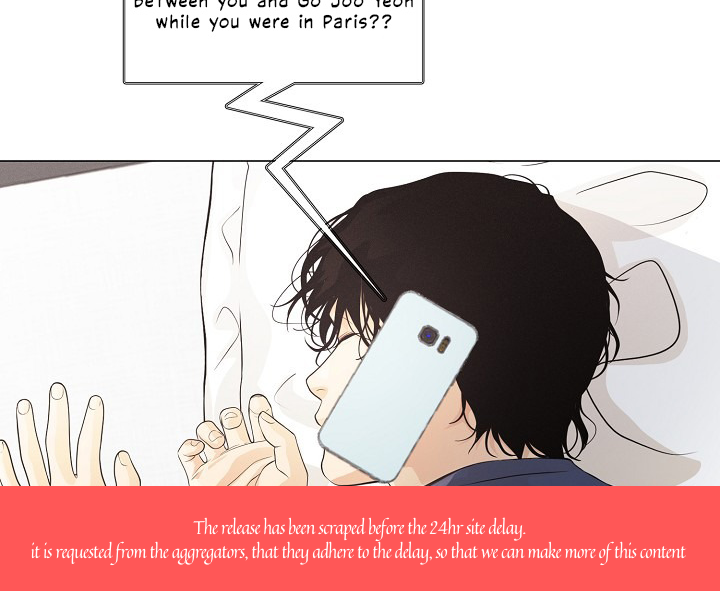 between you and Go Joo Yeon
while you were in Paris??
The release has been scraped before the 24hr site delay.
it is requested from the aggregators, that they adhere to the delay, so that we can make more of this content